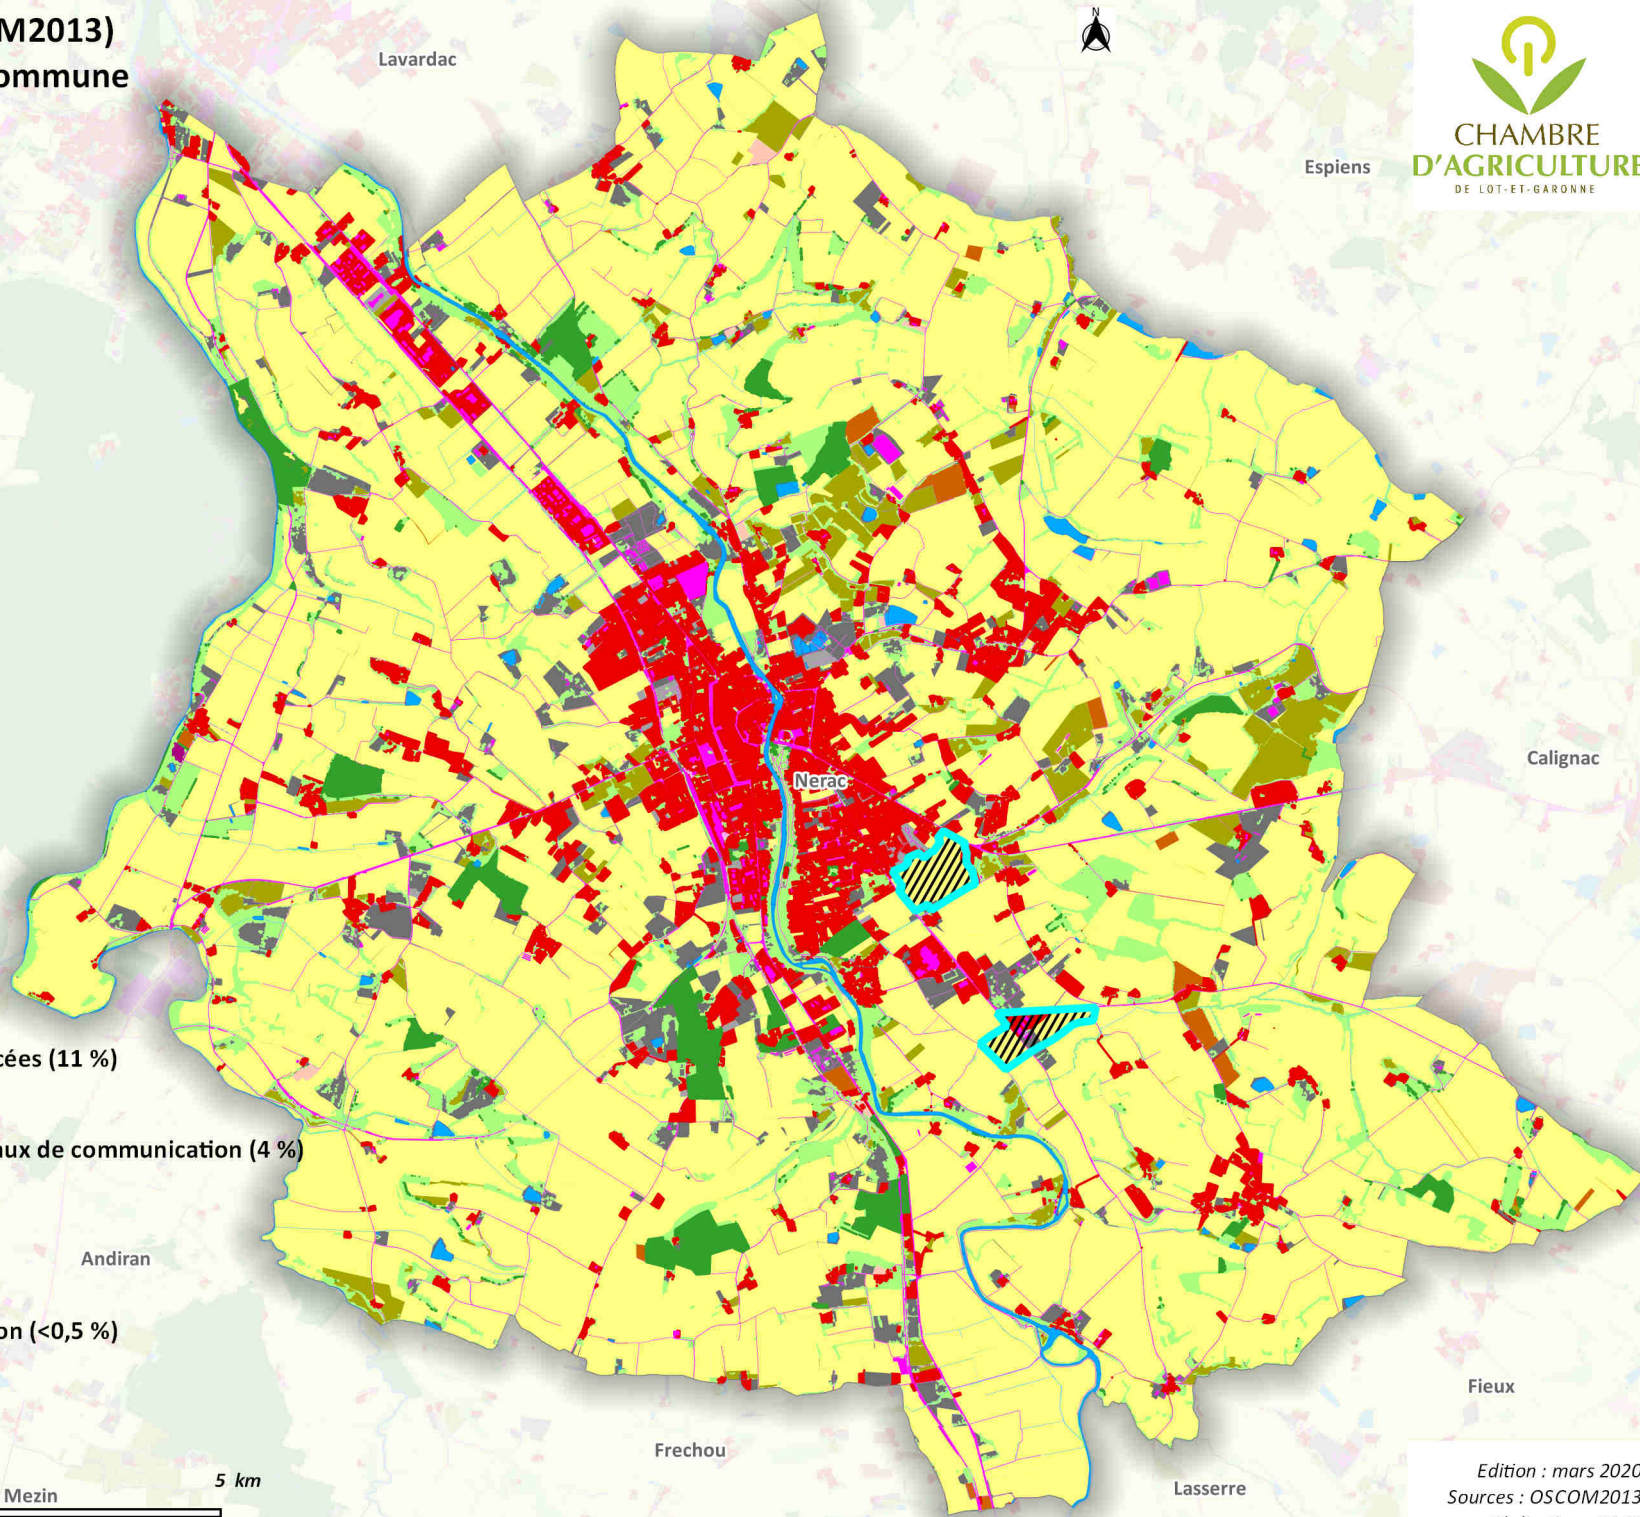 M2013)
ommune
Lavardac
N
CHAMBRE
D'AGRICULTURE
DE LOT-ET-GARONNE
Espiens
Calignac
Nerac
cées (11 %)
ux de communication (4 %)
Andiran
on (<0,5 %)
Fieux
Frechou
5 km
Mezin
Lasserre
Edition : mars 2020
Sources : OSCOM2013